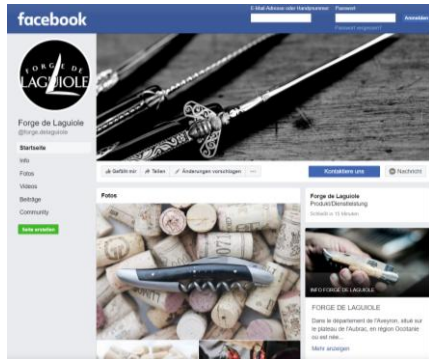 facebook
E-Mail-Adresse oder Handynummer
Passwort
Anmelden
Passwort vergessen?
FORGE DE
LAGUIOLE
Forge de Laguiole
@forge.delaguiole
Startseite
Info
Fotos
Videos
Beiträge
Community
Seite erstellen
Gefällt mir
Teilen
Änderungen vorschlagen
Kontaktiere uns
Nachricht
Fotos
Forge de Laguiole
Produkt/Dienstleistung
Schließt in 15 Minuten
INFO FORGE DE LAGUIOLE
FORGE DE LAGUIOLE
Dans le département de l'Aveyron, situé sur
le plateau de l'Aubrac, en région Occitanie
ou est née...
Mehr anzeigen